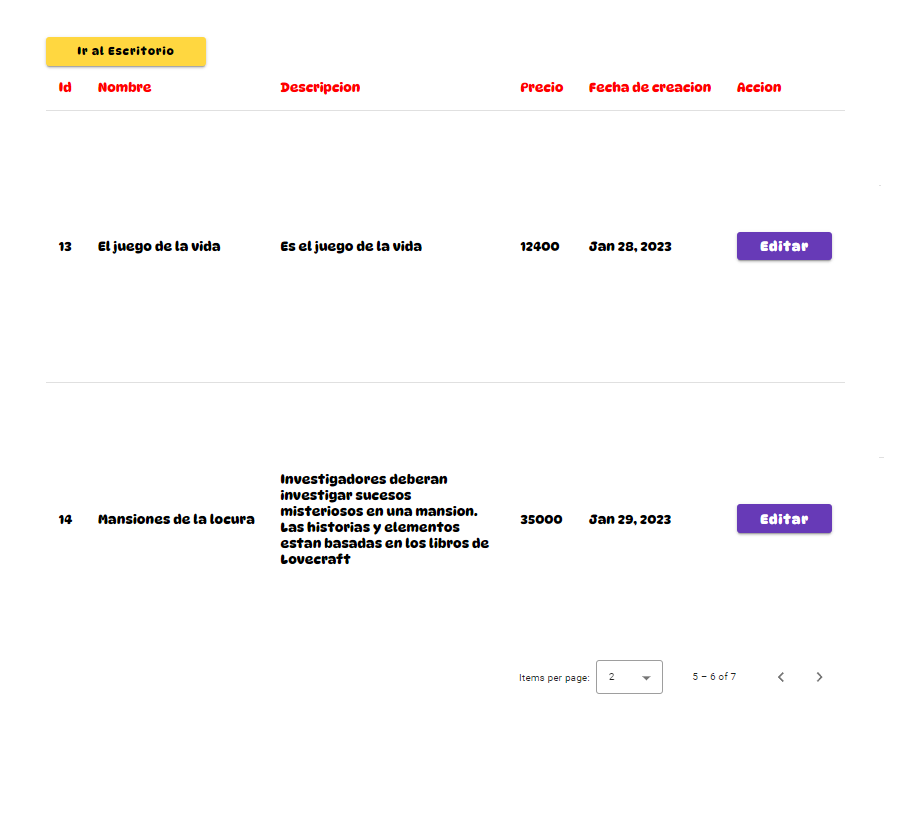 Ir al Escritorio
Id Nombre Descripcion Precio Fecha de creacion Accion
13 El juego de la vida Es el juego de la vida 12400 Jan 28, 2023 Editar
Investigadores deberan
investigar sucesos
misteriosos en una mansion.
14 Mansiones de la locura Las historias y elementos 35000 Jan 29, 2023 Editar
estan basadas en los libros de
Lovecraft
Items per page: 2 5 – 6 of 7